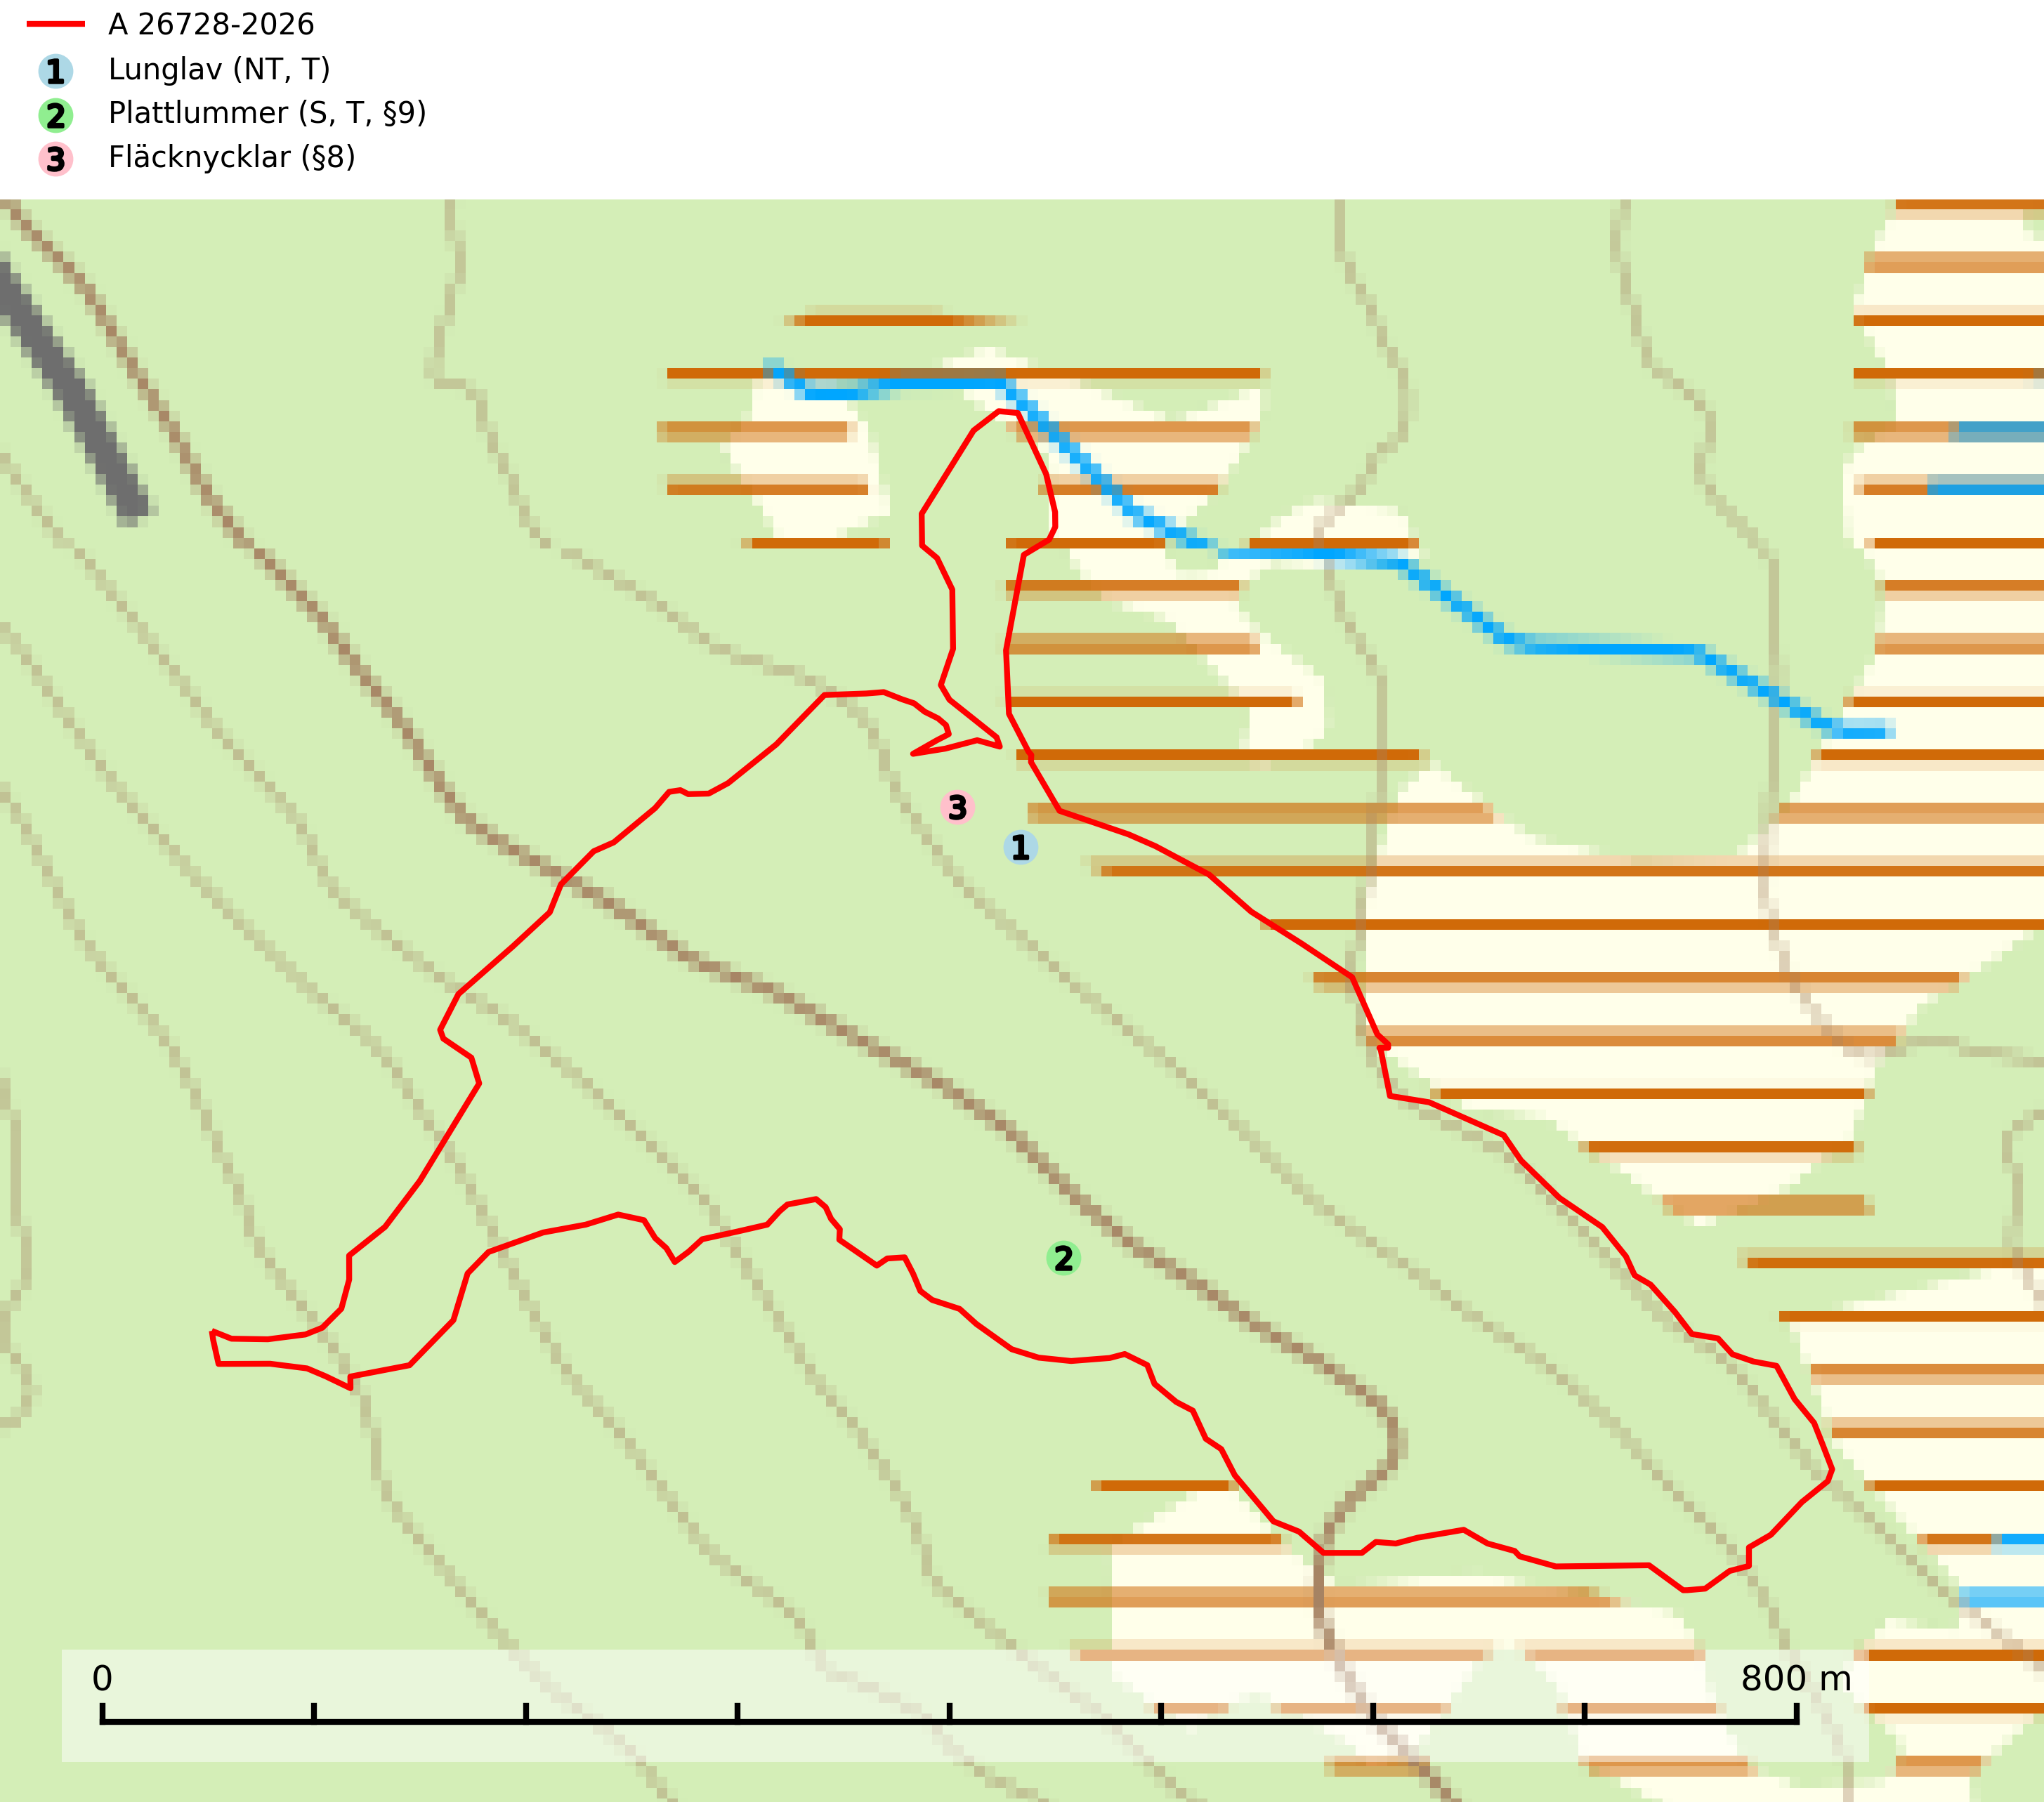 A 26728-2026
1 Lunglav (NT, T)
2 Plattlummer (S, T, §9)
3 Fläcknycklar (§8)
3
1
2
0 800 m